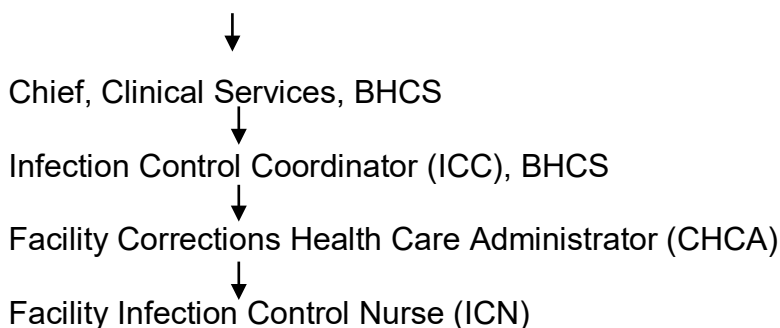 Chief, Clinical Services, BHCS
Infection Control Coordinator (ICC), BHCS
Facility Corrections Health Care Administrator (CHCA)
Facility Infection Control Nurse (ICN)